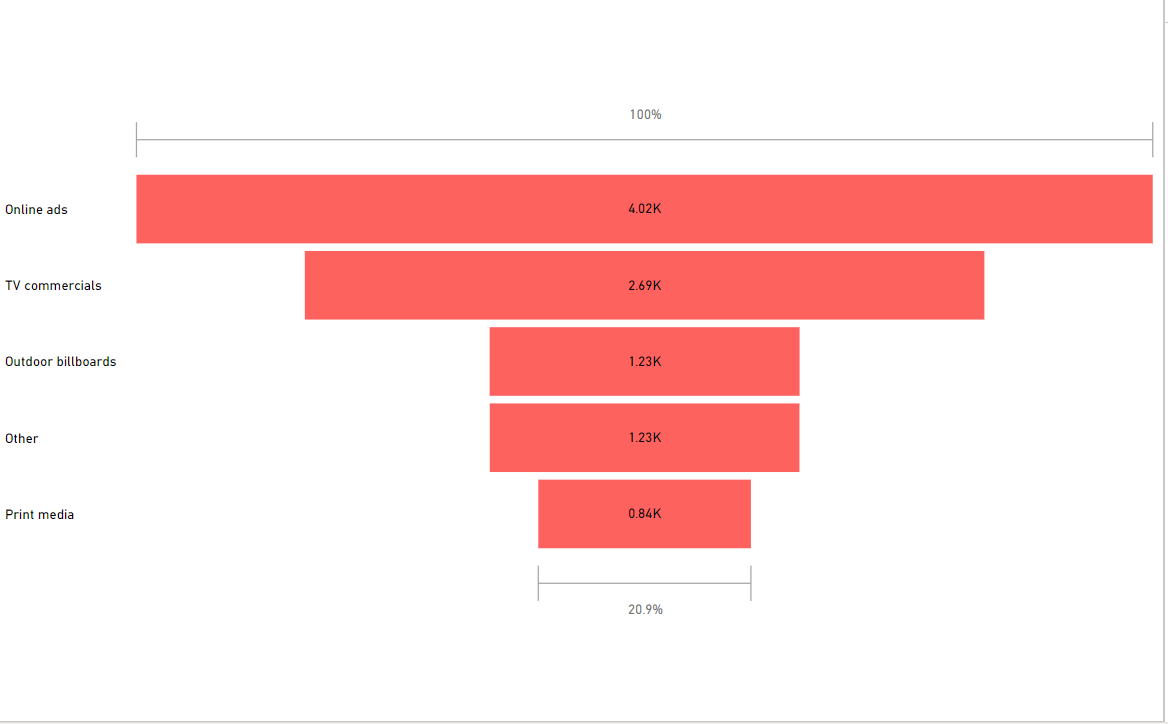 100%
Online ads 4.02K
TV commercials 2.69K
Outdoor billboards 1.23K
Other 1.23K
Print media 0.84K
20.9%